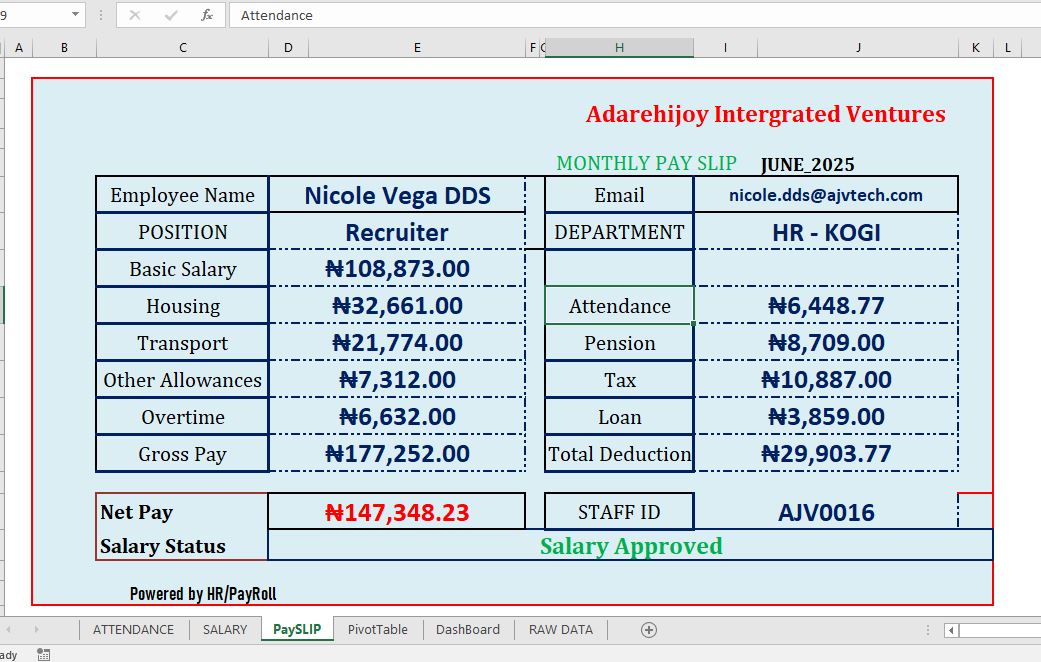 9 Attendance
A B C D E F G H I J K L
Adarehijoy Intergrated Ventures
MONTHLY PAY SLIP JUNE_2025
Employee Name Nicole Vega DDS Email nicole.dds@ajvtech.com
POSITION Recruiter DEPARTMENT HR - KOGI
Basic Salary ₦108,873.00
Housing ₦32,661.00 Attendance ₦6,448.77
Transport ₦21,774.00 Pension ₦8,709.00
Other Allowances ₦7,312.00 Tax ₦10,887.00
Overtime ₦6,632.00 Loan ₦3,859.00
Gross Pay ₦177,252.00 Total Deduction ₦29,903.77
Net Pay ₦147,348.23 STAFF ID AJV0016
Salary Status Salary Approved
Powered by HR/PayRoll
ATTENDANCE SALARY PaySLIP PivotTable DashBoard RAW DATA
ady